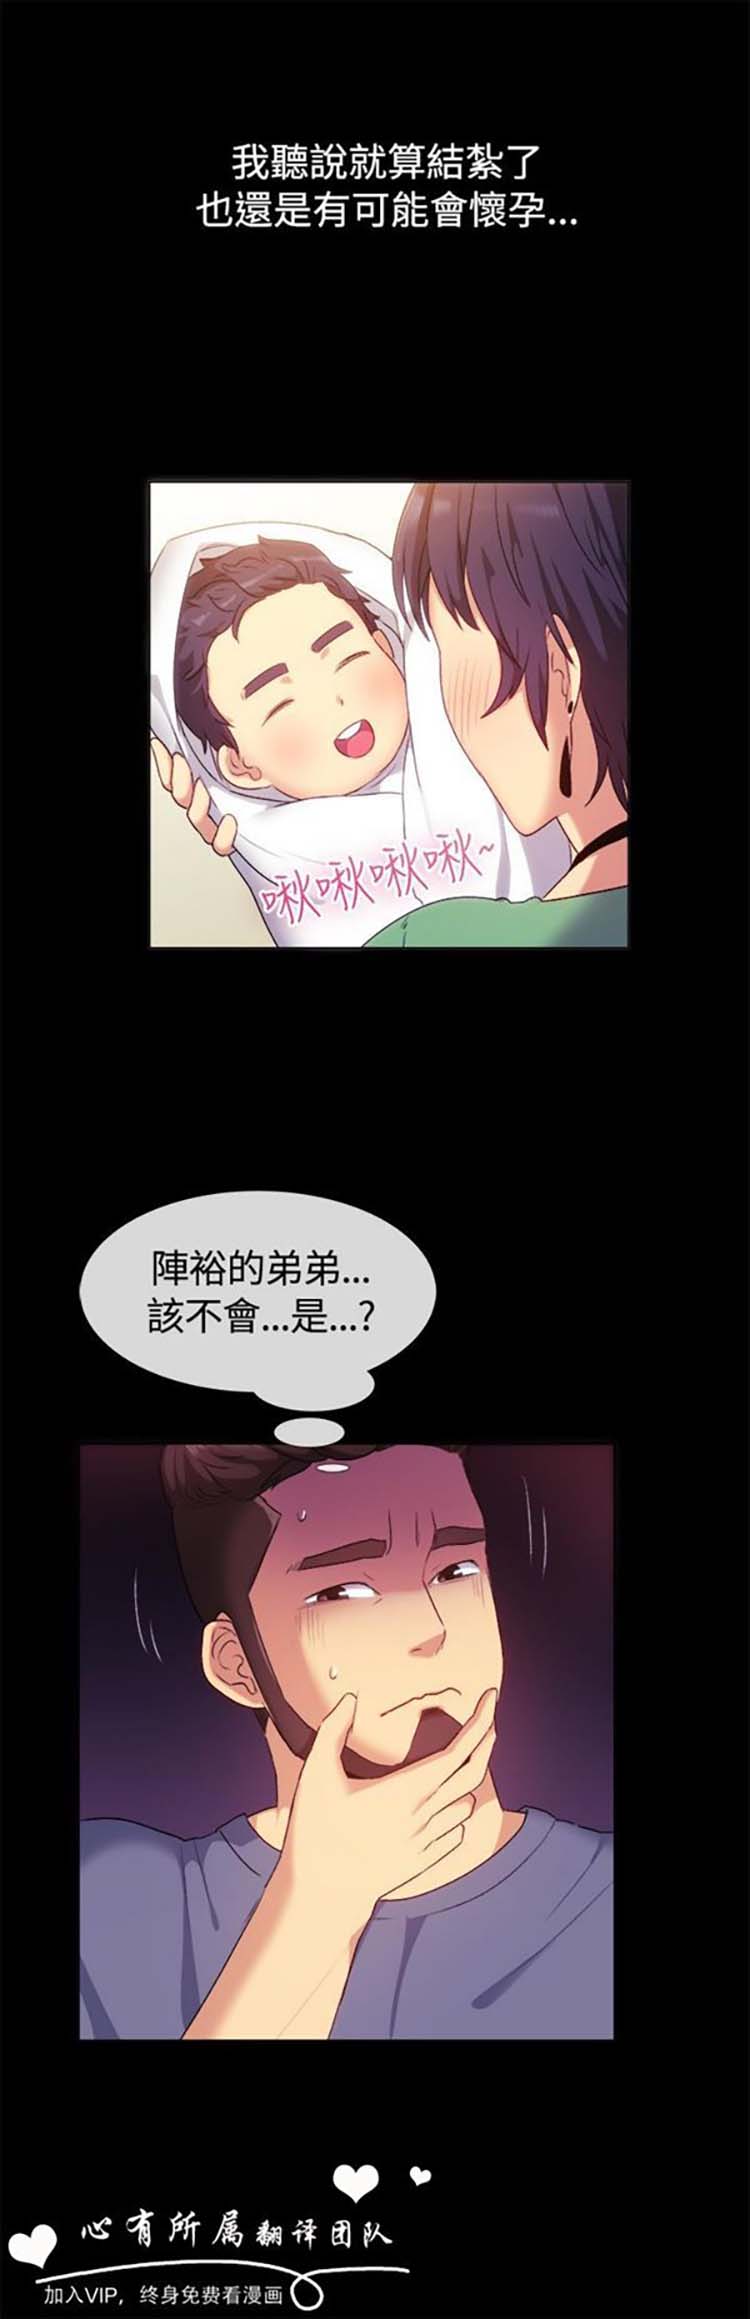 我聽說就算結紮了
也還是有可能會懷孕...
啾啾啾啾~
陣裕的弟弟...
該不會...是...?
心有所属翻译团队
加入VIP，终身免费看漫画